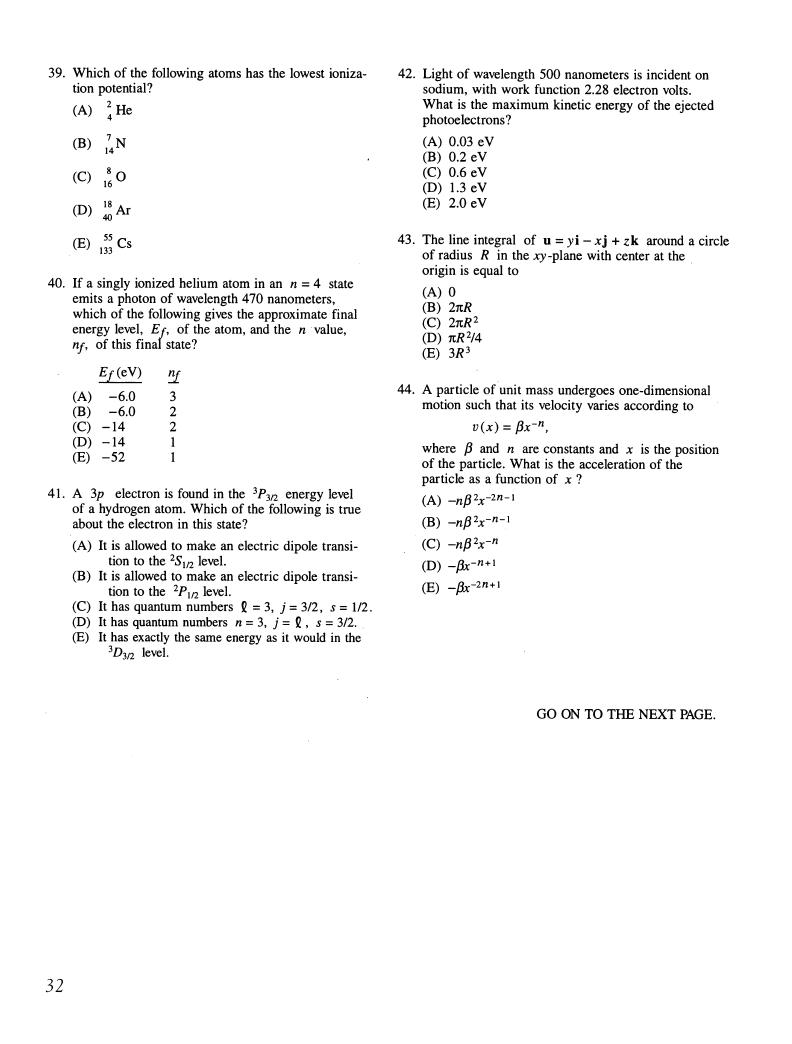 39. Which of the following atoms has the lowest ioniza-
tion potential?
(A) ²₄ He
(B) ⁷₁₄ N
(C) ⁸₁₆ O
(D) ¹⁸₄₀ Ar
(E) ⁵⁵₁₃₃ Cs
40. If a singly ionized helium atom in an n = 4 state
emits a photon of wavelength 470 nanometers,
which of the following gives the approximate final
energy level, E_f, of the atom, and the n value,
n_f, of this final state?
E_f (eV) n_f
(A) −6.0 3
(B) −6.0 2
(C) −14 2
(D) −14 1
(E) −52 1
41. A 3p electron is found in the ³P₃/₂ energy level
of a hydrogen atom. Which of the following is true
about the electron in this state?
(A) It is allowed to make an electric dipole transi-
tion to the ²S₁/₂ level.
(B) It is allowed to make an electric dipole transi-
tion to the ²P₁/₂ level.
(C) It has quantum numbers ℓ = 3, j = 3/2, s = 1/2.
(D) It has quantum numbers n = 3, j = ℓ, s = 3/2.
(E) It has exactly the same energy as it would in the
³D₃/₂ level.
42. Light of wavelength 500 nanometers is incident on
sodium, with work function 2.28 electron volts.
What is the maximum kinetic energy of the ejected
photoelectrons?
(A) 0.03 eV
(B) 0.2 eV
(C) 0.6 eV
(D) 1.3 eV
(E) 2.0 eV
43. The line integral of u = yi − xj + zk around a circle
of radius R in the xy-plane with center at the
origin is equal to
(A) 0
(B) 2πR
(C) 2πR²
(D) πR²/4
(E) 3R³
44. A particle of unit mass undergoes one-dimensional
motion such that its velocity varies according to
v(x) = βx⁻ⁿ,
where β and n are constants and x is the position
of the particle. What is the acceleration of the
particle as a function of x ?
(A) −nβ²x⁻²ⁿ⁻¹
(B) −nβ²x⁻ⁿ⁻¹
(C) −nβ²x⁻ⁿ
(D) −βx⁻ⁿ⁺¹
(E) −βx⁻²ⁿ⁺¹
GO ON TO THE NEXT PAGE.
32